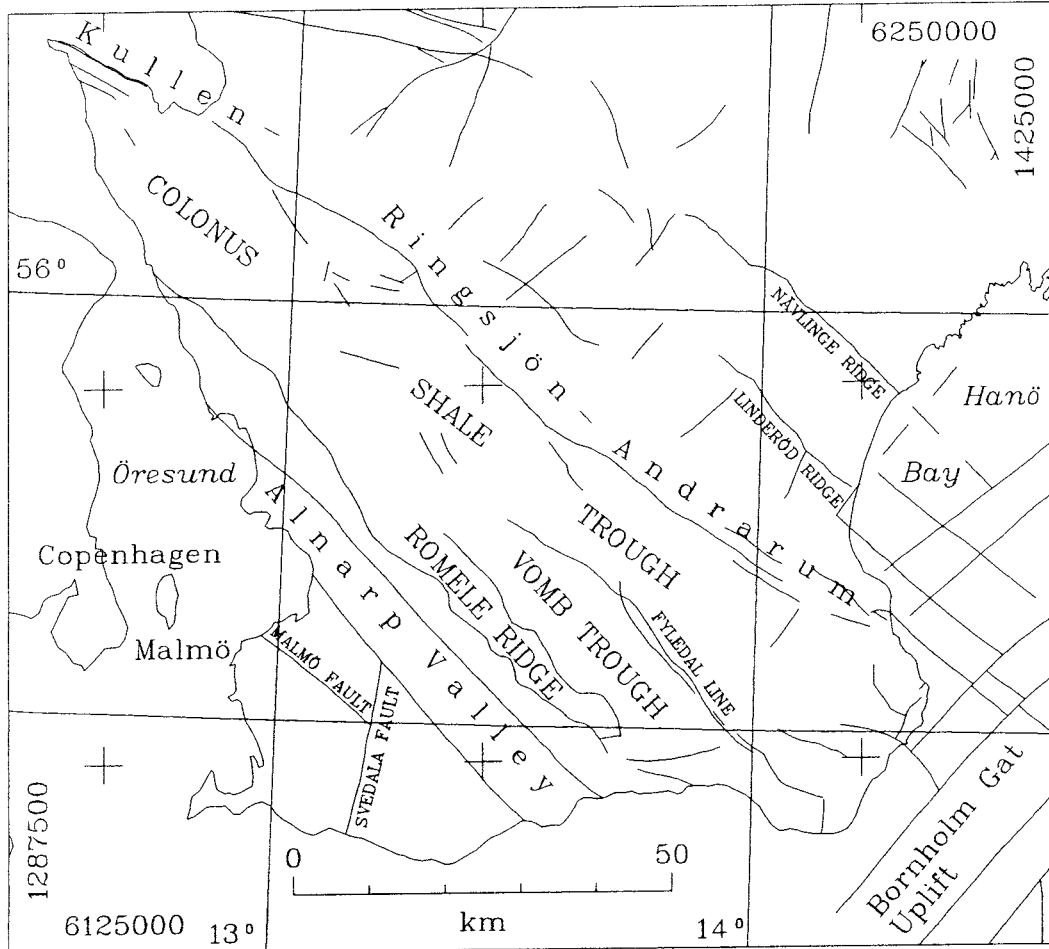 Kullen-
Ringsjön-
Andrarum
6250000
1425000
COLONUS
SHALE
TROUGH
56°
NÄVLINGE RIDGE
LINDERÖD RIDGE
Hanö
Bay
Öresund
Alnarp Valley
Copenhagen
ROMELE RIDGE
VOMB TROUGH
FYLEDAL LINE
Malmö
MALMÖ FAULT
SVEDALA FAULT
Bornholm Gat
Uplift
1287500
0
50
km
6125000
13°
14°